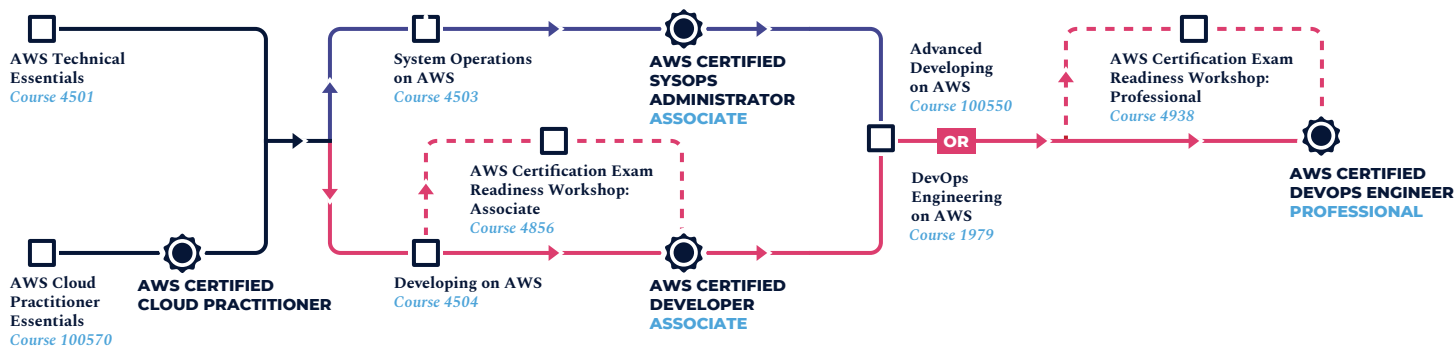 AWS Technical
Essentials
Course 4501
AWS Cloud
Practitioner
Essentials
Course 100570
AWS CERTIFIED
CLOUD PRACTITIONER
System Operations
on AWS
Course 4503
AWS CERTIFIED
SYSOPS
ADMINISTRATOR
ASSOCIATE
AWS Certification Exam
Readiness Workshop:
Associate
Course 4856
Developing on AWS
Course 4504
AWS CERTIFIED
DEVELOPER
ASSOCIATE
Advanced
Developing
on AWS
Course 100550
OR
DevOps
Engineering
on AWS
Course 1979
AWS Certification Exam
Readiness Workshop:
Professional
Course 4938
AWS CERTIFIED
DEVOPS ENGINEER
PROFESSIONAL